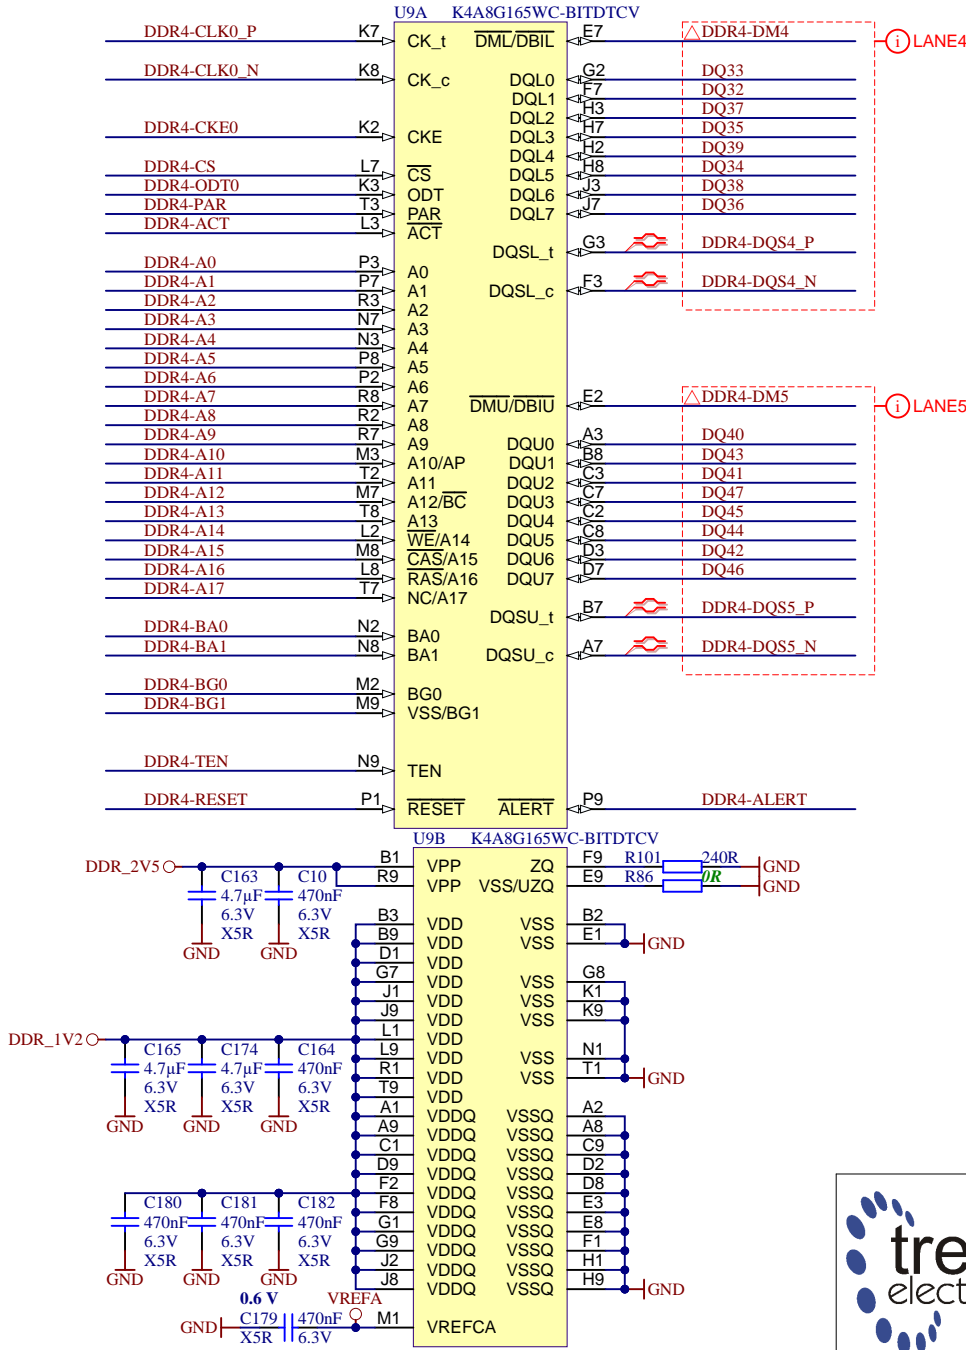 U9A K4A8G165WC-BITDTCV
DDR4-CLK0_P K7 CK_t DML/DBIL E7 DDR4-DM4 i LANE4
DDR4-CLK0_N K8 CK_c DQL0 G2 DQ33
DQL1 F7 DQ32
DQL2 H3 DQ37
DDR4-CKE0 K2 CKE DQL3 H7 DQ35
DQL4 H2 DQ39
DDR4-CS L7 CS DQL5 H8 DQ34
DDR4-ODT0 K3 ODT DQL6 J3 DQ38
DDR4-PAR T3 PAR DQL7 J7 DQ36
DDR4-ACT L3 ACT
DQSL_t G3 DDR4-DQS4_P
DDR4-A0 P3 A0
DDR4-A1 P7 A1 DQSL_c F3 DDR4-DQS4_N
DDR4-A2 R3 A2
DDR4-A3 N7 A3
DDR4-A4 N3 A4
DDR4-A5 P8 A5
DDR4-A6 P2 A6
DDR4-A7 R8 A7 DMU/DBIU E2 DDR4-DM5 i LANE5
DDR4-A8 R2 A8
DDR4-A9 R7 A9 DQU0 A3 DQ40
DDR4-A10 M3 A10/AP DQU1 B8 DQ43
DDR4-A11 T2 A11 DQU2 C3 DQ41
DDR4-A12 M7 A12/BC DQU3 C7 DQ47
DDR4-A13 T8 A13 DQU4 C2 DQ45
DDR4-A14 L2 WE/A14 DQU5 C8 DQ44
DDR4-A15 M8 CAS/A15 DQU6 D3 DQ42
DDR4-A16 L8 RAS/A16 DQU7 D7 DQ46
DDR4-A17 T7 NC/A17
DQSU_t B7 DDR4-DQS5_P
DDR4-BA0 N2 BA0
DDR4-BA1 N8 BA1 DQSU_c A7 DDR4-DQS5_N
DDR4-BG0 M2 BG0
DDR4-BG1 M9 VSS/BG1
DDR4-TEN N9 TEN
DDR4-RESET P1 RESET ALERT P9 DDR4-ALERT
U9B K4A8G165WC-BITDTCV
DDR_2V5 B1 VPP ZQ F9 R101 240R GND
C163 C10 R9 VPP VSS/UZQ E9 R86 0R GND
4.7µF 470nF
6.3V 6.3V
X5R X5R
GND GND
B3 VDD VSS B2
B9 VDD VSS E1 GND
D1 VDD
G7 VDD VSS G8
J1 VDD VSS K1
J9 VDD VSS K9
DDR_1V2 L1 VDD
L9 VDD VSS N1
R1 VDD VSS T1 GND
T9 VDD
C165 C174 C164
4.7µF 4.7µF 470nF
6.3V 6.3V 6.3V
X5R X5R X5R
GND GND GND
A1 VDDQ VSSQ A2
A9 VDDQ VSSQ A8
C1 VDDQ VSSQ C9
D9 VDDQ VSSQ D2
F2 VDDQ VSSQ D8
F8 VDDQ VSSQ E3
G1 VDDQ VSSQ E8
G9 VDDQ VSSQ F1
J2 VDDQ VSSQ H1
J8 VDDQ VSSQ H9 GND
C180 C181 C182
470nF 470nF 470nF
6.3V 6.3V 6.3V
X5R X5R X5R
GND GND GND
0.6 V VREFA
GND C179 470nF M1 VREFCA
X5R 6.3V
tre
elect